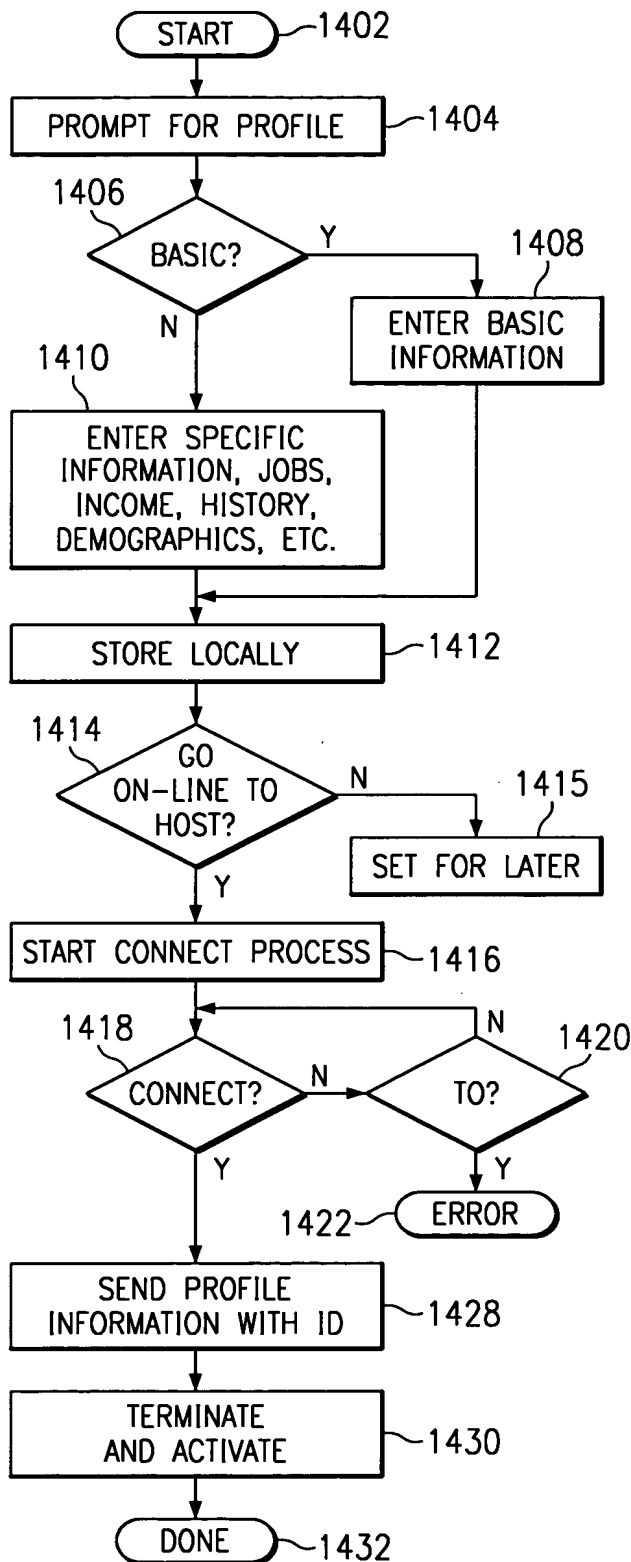 START
1402
PROMPT FOR PROFILE
1404
1406
BASIC?
Y
N
1408
ENTER BASIC
INFORMATION
1410
ENTER SPECIFIC
INFORMATION, JOBS,
INCOME, HISTORY,
DEMOGRAPHICS, ETC.
STORE LOCALLY
1412
1414
GO
ON-LINE TO
HOST?
N
Y
1415
SET FOR LATER
START CONNECT PROCESS
1416
1418
CONNECT?
N
Y
N
1420
TO?
Y
1422
ERROR
SEND PROFILE
INFORMATION WITH ID
1428
TERMINATE
AND ACTIVATE
1430
DONE
1432